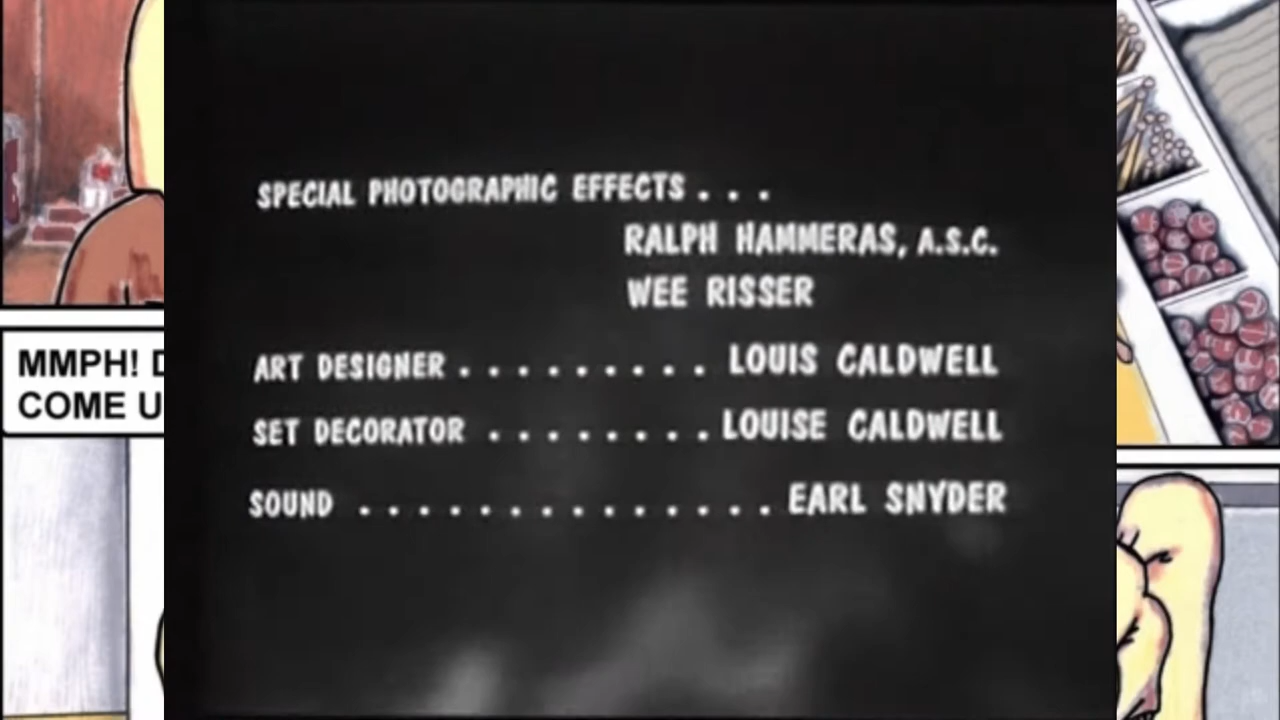 SPECIAL PHOTOGRAPHIC EFFECTS . . .
RALPH HAMMERAS, A.S.C.
WEE RISSER
ART DESIGNER . . . . . . . . . LOUIS CALDWELL
SET DECORATOR . . . . . . . . LOUISE CALDWELL
SOUND . . . . . . . . . . . . . . EARL SNYDER
MMPH! D
COME U